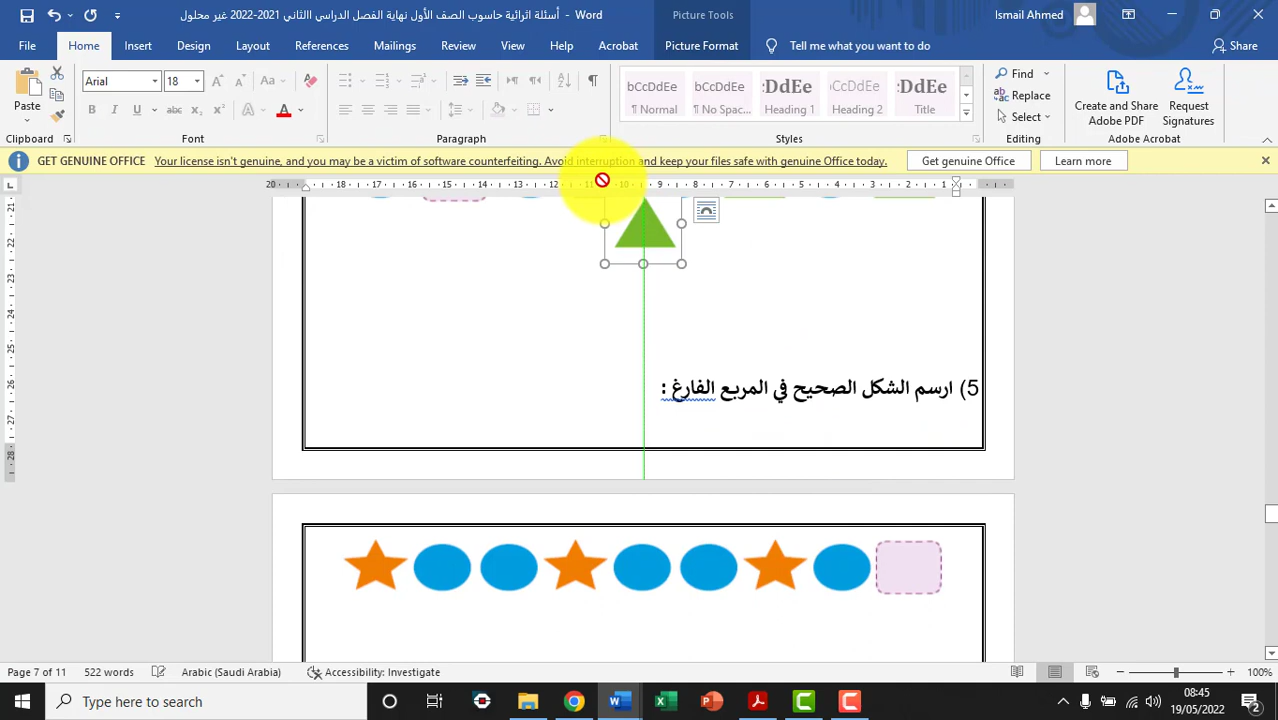 أسئلة اثرائية حاسوب الصف الأول نهاية الفصل الدراسي االثاني 2021-2022 غير محلول - Word
Picture Tools
Ismail Ahmed
File Home Insert Design Layout References Mailings Review View Help Acrobat Picture Format Tell me what you want to do Share
Paste
Clipboard
Arial 18
Font
Paragraph
¶ Normal ¶ No Spac... Heading 1 Heading 2 Title
Styles
Find
Replace
Select
Editing
Create and Share Adobe PDF
Request Signatures
Adobe Acrobat
GET GENUINE OFFICE Your license isn't genuine, and you may be a victim of software counterfeiting. Avoid interruption and keep your files safe with genuine Office today. Get genuine Office Learn more
5) ارسم الشكل الصحيح في المربع الفارغ :
Page 7 of 11 522 words Arabic (Saudi Arabia) Accessibility: Investigate 100%
Type here to search
08:45
19/05/2022